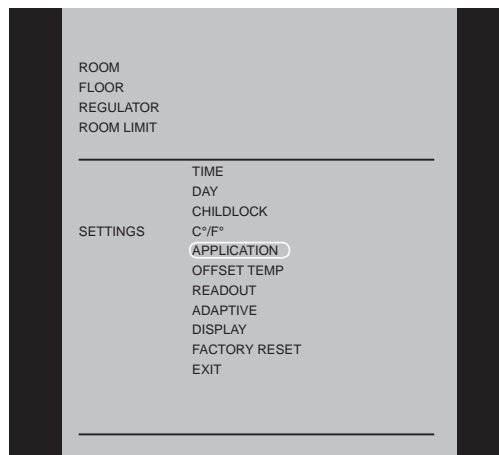 ROOM
FLOOR
REGULATOR
ROOM LIMIT
TIME
DAY
CHILDLOCK
SETTINGS C°/F°
APPLICATION
OFFSET TEMP
READOUT
ADAPTIVE
DISPLAY
FACTORY RESET
EXIT